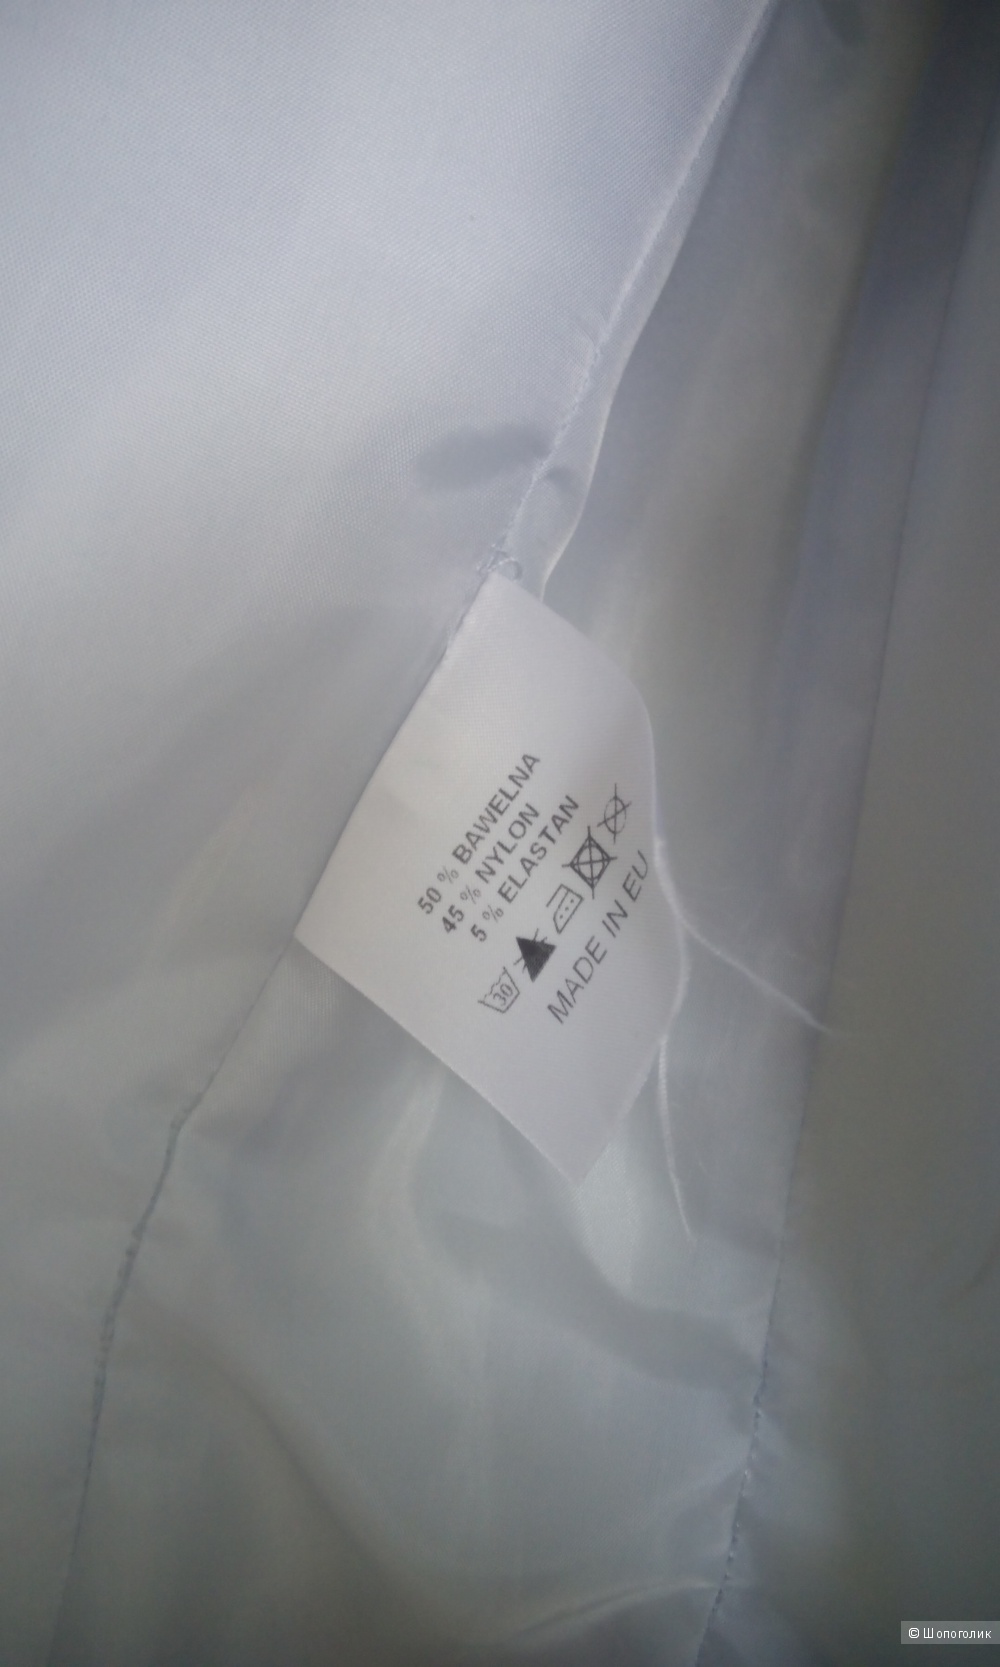 50 % BAWELNA
45 % NYLON
5 % ELASTAN
30
MADE IN EU
© Шопоголик